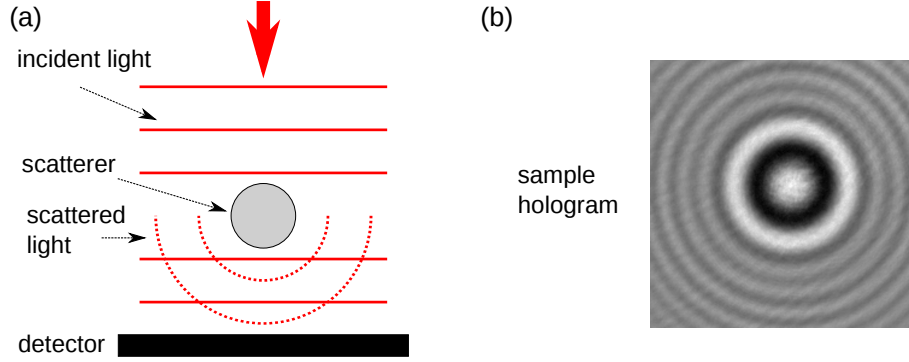 (a)
incident light
scatterer
scattered
light
detector
(b)
sample
hologram